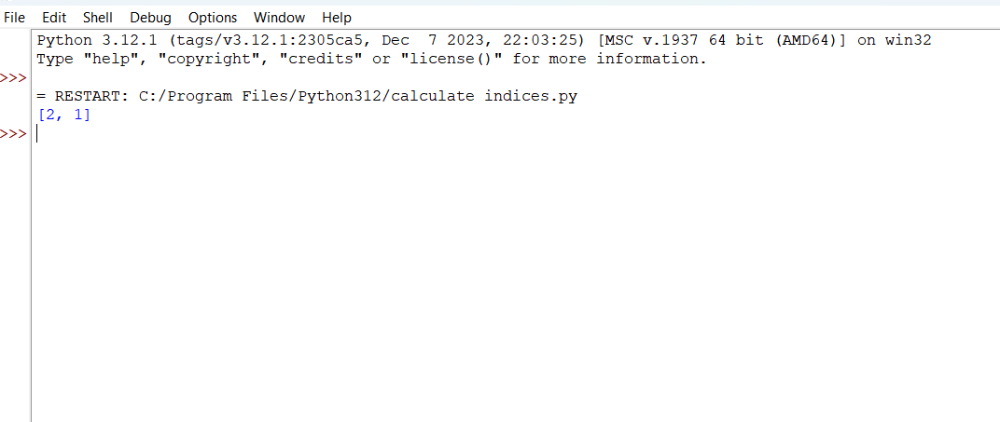 File Edit Shell Debug Options Window Help
Python 3.12.1 (tags/v3.12.1:2305ca5, Dec  7 2023, 22:03:25) [MSC v.1937 64 bit (AMD64)] on win32
Type "help", "copyright", "credits" or "license()" for more information.
>>>
= RESTART: C:/Program Files/Python312/calculate indices.py
[2, 1]
>>>